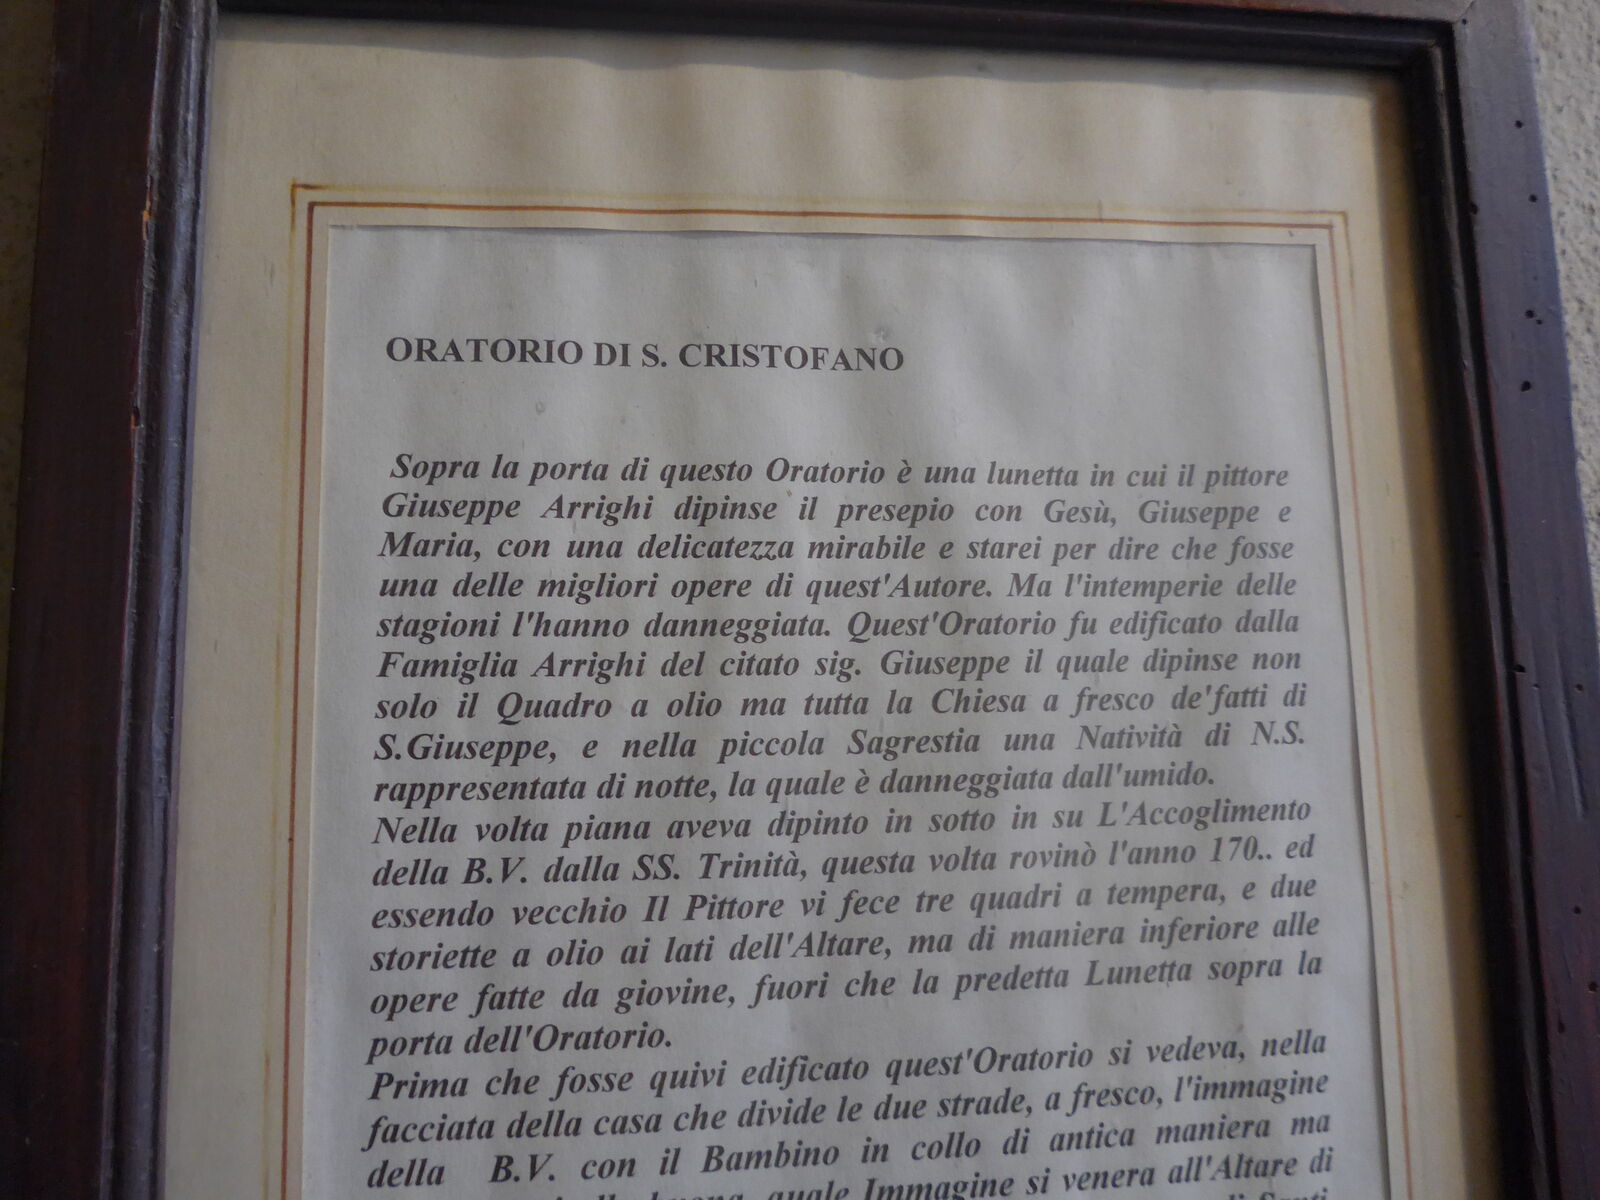 ORATORIO DI S. CRISTOFANO
Sopra la porta di questo Oratorio è una lunetta in cui il pittore
Giuseppe Arrighi dipinse il presepio con Gesù, Giuseppe e
Maria, con una delicatezza mirabile e starei per dire che fosse
una delle migliori opere di quest'Autore. Ma l'intemperie delle
stagioni l'hanno danneggiata. Quest'Oratorio fu edificato dalla
Famiglia Arrighi del citato sig. Giuseppe il quale dipinse non
solo il Quadro a olio ma tutta la Chiesa a fresco de'fatti di
S.Giuseppe, e nella piccola Sagrestia una Natività di N.S.
rappresentata di notte, la quale è danneggiata dall'umido.
Nella volta piana aveva dipinto in sotto in su L'Accoglimento
della B.V. dalla SS. Trinità, questa volta rovinò l'anno 170.. ed
essendo vecchio Il Pittore vi fece tre quadri a tempera, e due
storiette a olio ai lati dell'Altare, ma di maniera inferiore alle
opere fatte da giovine, fuori che la predetta Lunetta sopra la
porta dell'Oratorio.
Prima che fosse quivi edificato quest'Oratorio si vedeva, nella
facciata della casa che divide le due strade, a fresco, l'immagine
della B.V. con il Bambino in collo di antica maniera ma
buona, quale Immagine si venera all'Altare di